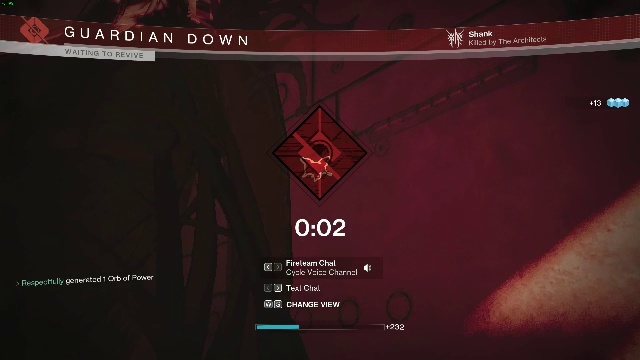 GUARDIAN DOWN
WAITING TO REVIVE
Shank
Killed by The Architects
+13
0:02
Fireteam Chat
Cycle Voice Channel
Text Chat
CHANGE VIEW
Respectfully generated 1 Orb of Power
+232